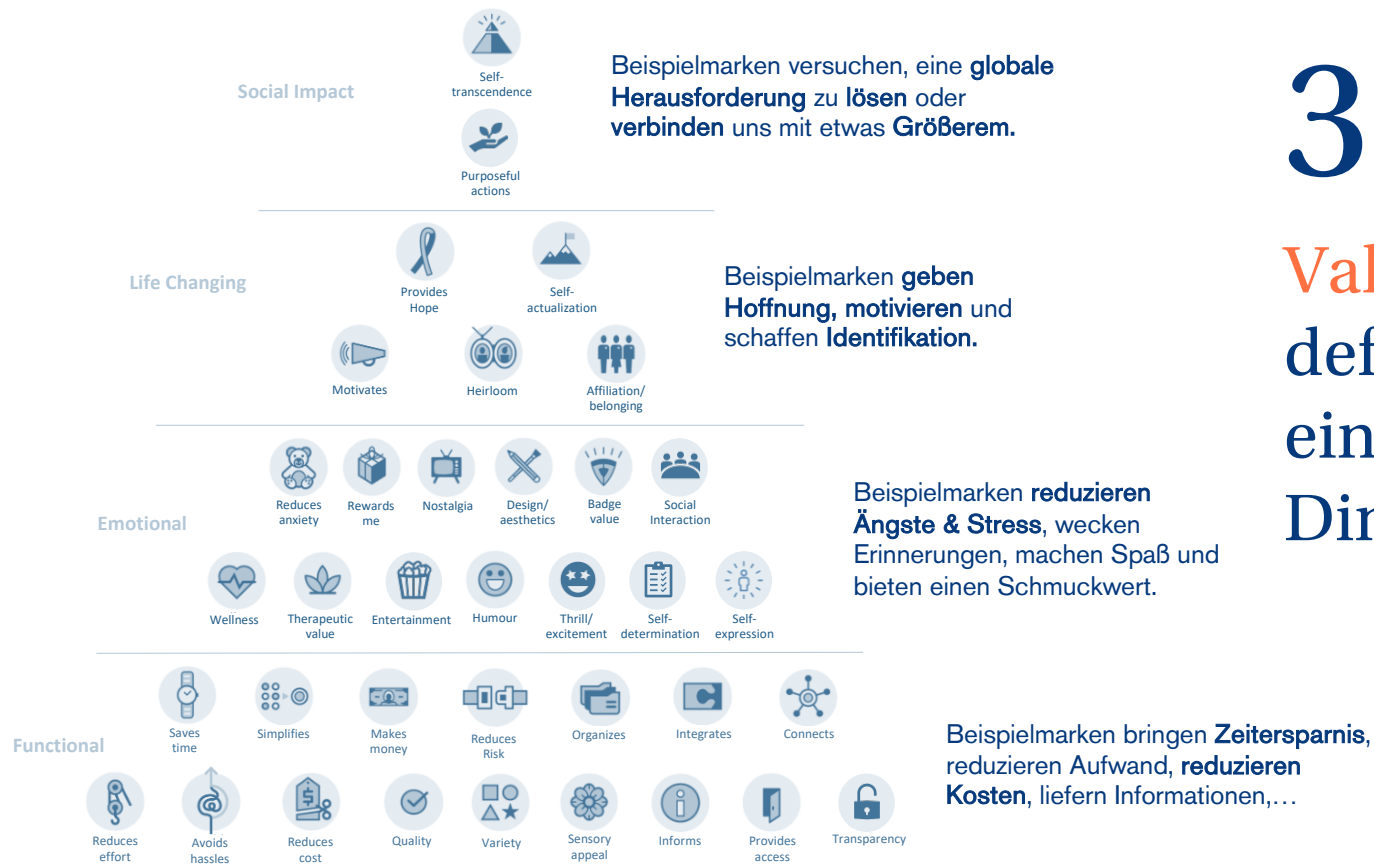 Self-
transcendence
Social Impact
Beispielmarken versuchen, eine globale
Herausforderung zu lösen oder
verbinden uns mit etwas Größerem.
3
Purposeful
actions
Life Changing
Provides
Hope
Self-
actualization
Beispielmarken geben
Hoffnung, motivieren und
schaffen Identifikation.
Motivates
Heirloom
Affiliation/
belonging
Emotional
Reduces
anxiety
Rewards
me
Nostalgia
Design/
aesthetics
Badge
value
Social
Interaction
Beispielmarken reduzieren
Ängste & Stress, wecken
Erinnerungen, machen Spaß und
bieten einen Schmuckwert.
Wellness
Therapeutic
value
Entertainment
Humour
Thrill/
excitement
Self-
determination
Self-
expression
Functional
Saves
time
Simplifies
Makes
money
Reduces
Risk
Organizes
Integrates
Connects
Beispielmarken bringen Zeitersparnis,
reduzieren Aufwand, reduzieren
Kosten, liefern Informationen,…
Reduces
effort
Avoids
hassles
Reduces
cost
Quality
Variety
Sensory
appeal
Informs
Provides
access
Transparency
ein